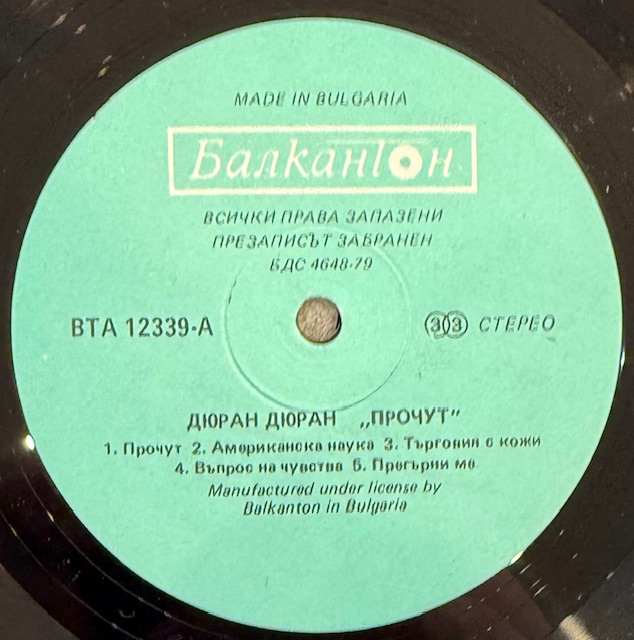 MADE IN BULGARIA
Балкантон
ВСИЧКИ ПРАВА ЗАПАЗЕНИ
ПРЕЗАПИСЪТ ЗАБРАНЕН
БДС 4648-79
ВТА 12339-А
33 СТЕРЕО
ДЮРАН ДЮРАН „ПРОЧУТ"
1. Прочут 2. Американска наука 3. Търговия с кожи
4. Въпрос на чувства 5. Прегърни ме
Manufactured under license by
Balkanton in Bulgaria